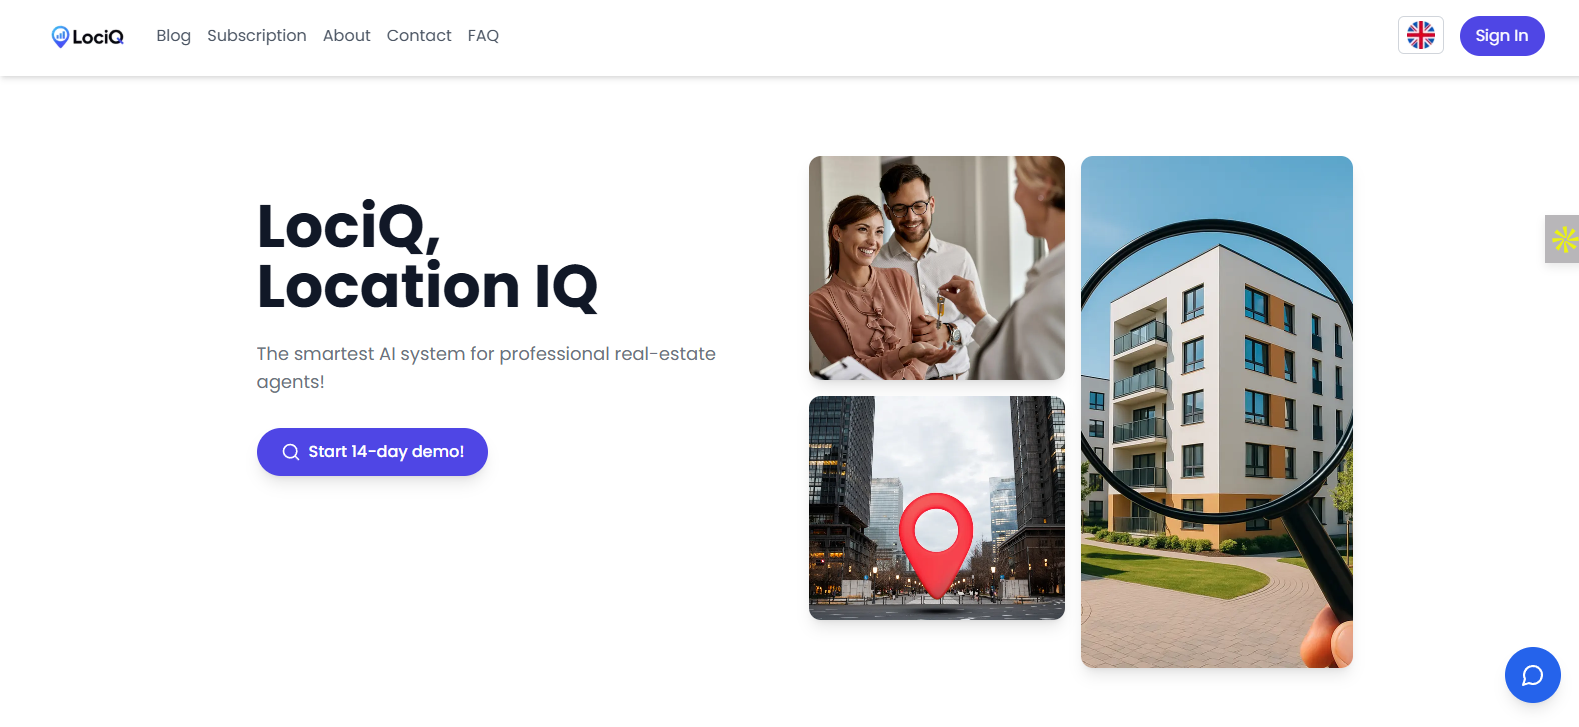 LociQ
Blog
Subscription
About
Contact
FAQ
Sign In
LociQ,
Location IQ
The smartest AI system for professional real-estate
agents!
Start 14-day demo!